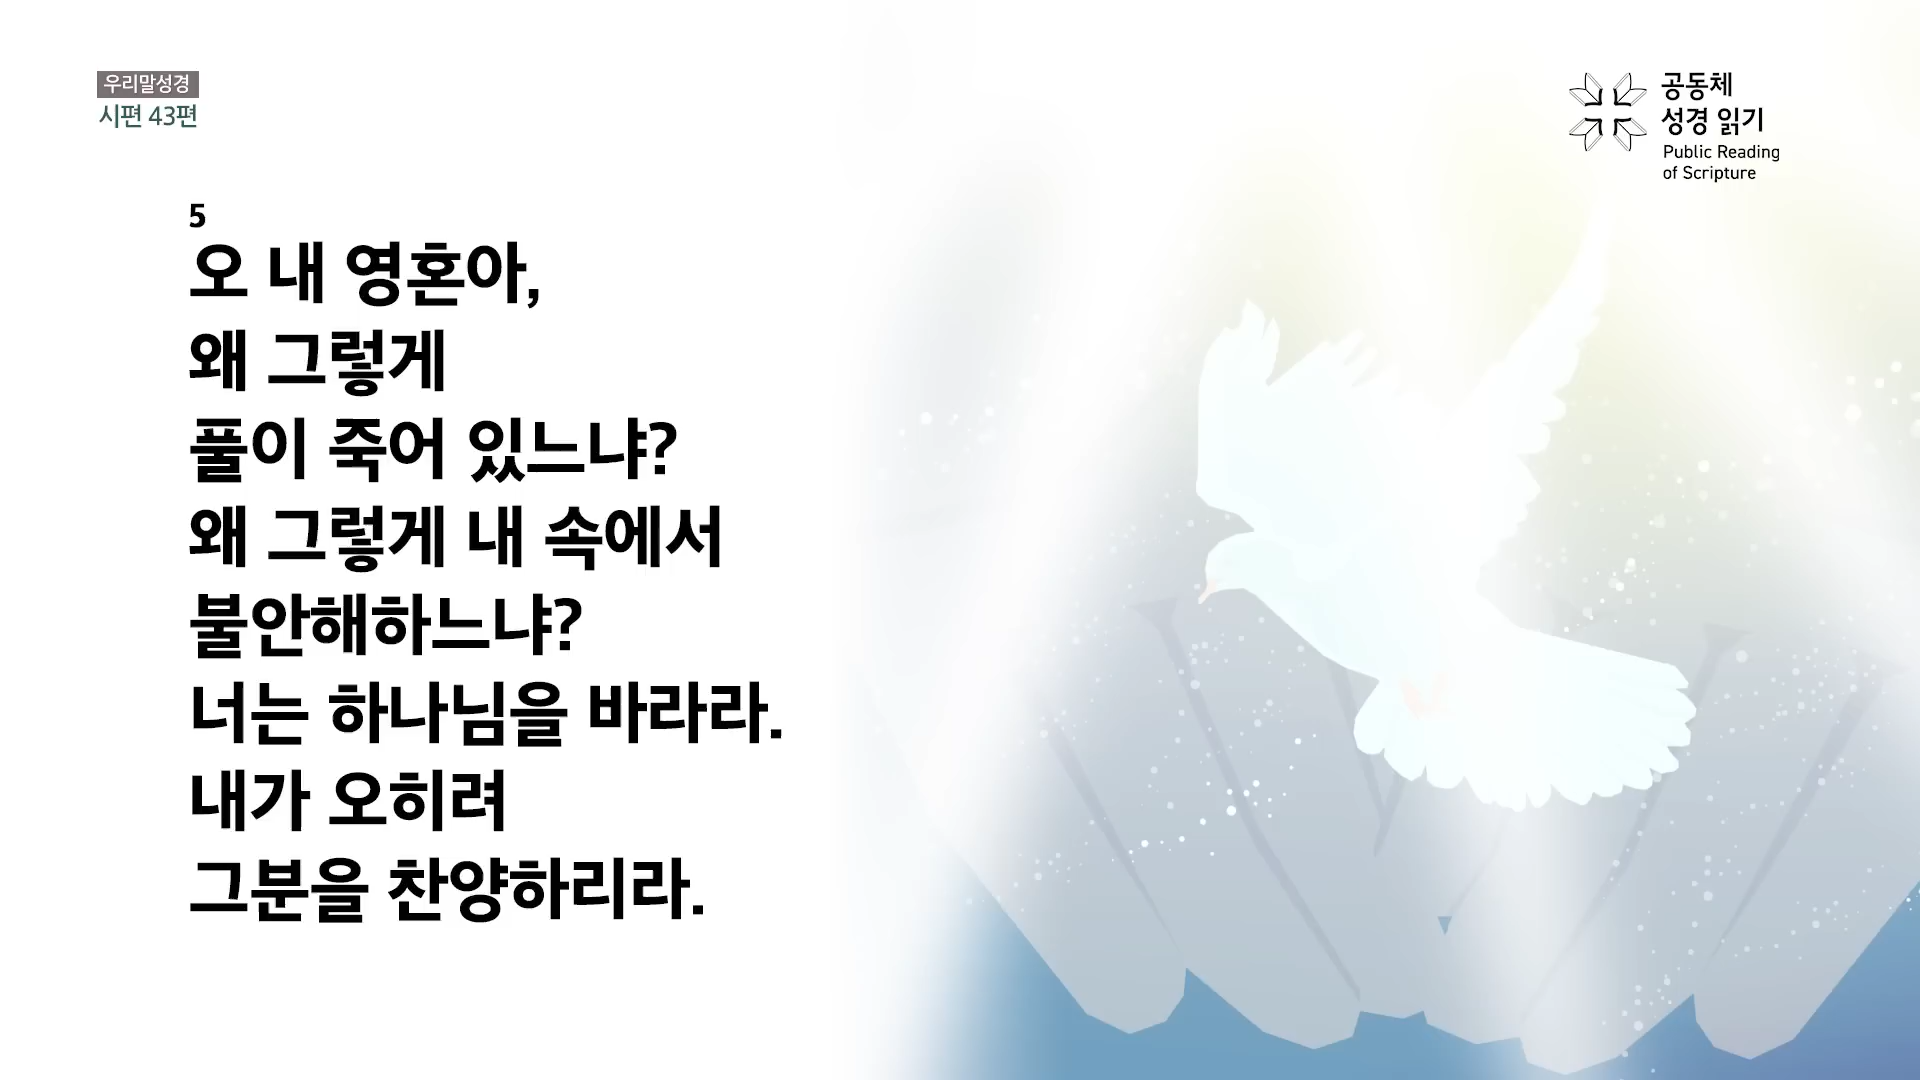 우리말성경
시편 43편
공동체
성경 읽기
Public Reading
of Scripture
5
오 내 영혼아,
왜 그렇게
풀이 죽어 있느냐?
왜 그렇게 내 속에서
불안해하느냐?
너는 하나님을 바라라.
내가 오히려
그분을 찬양하리라.